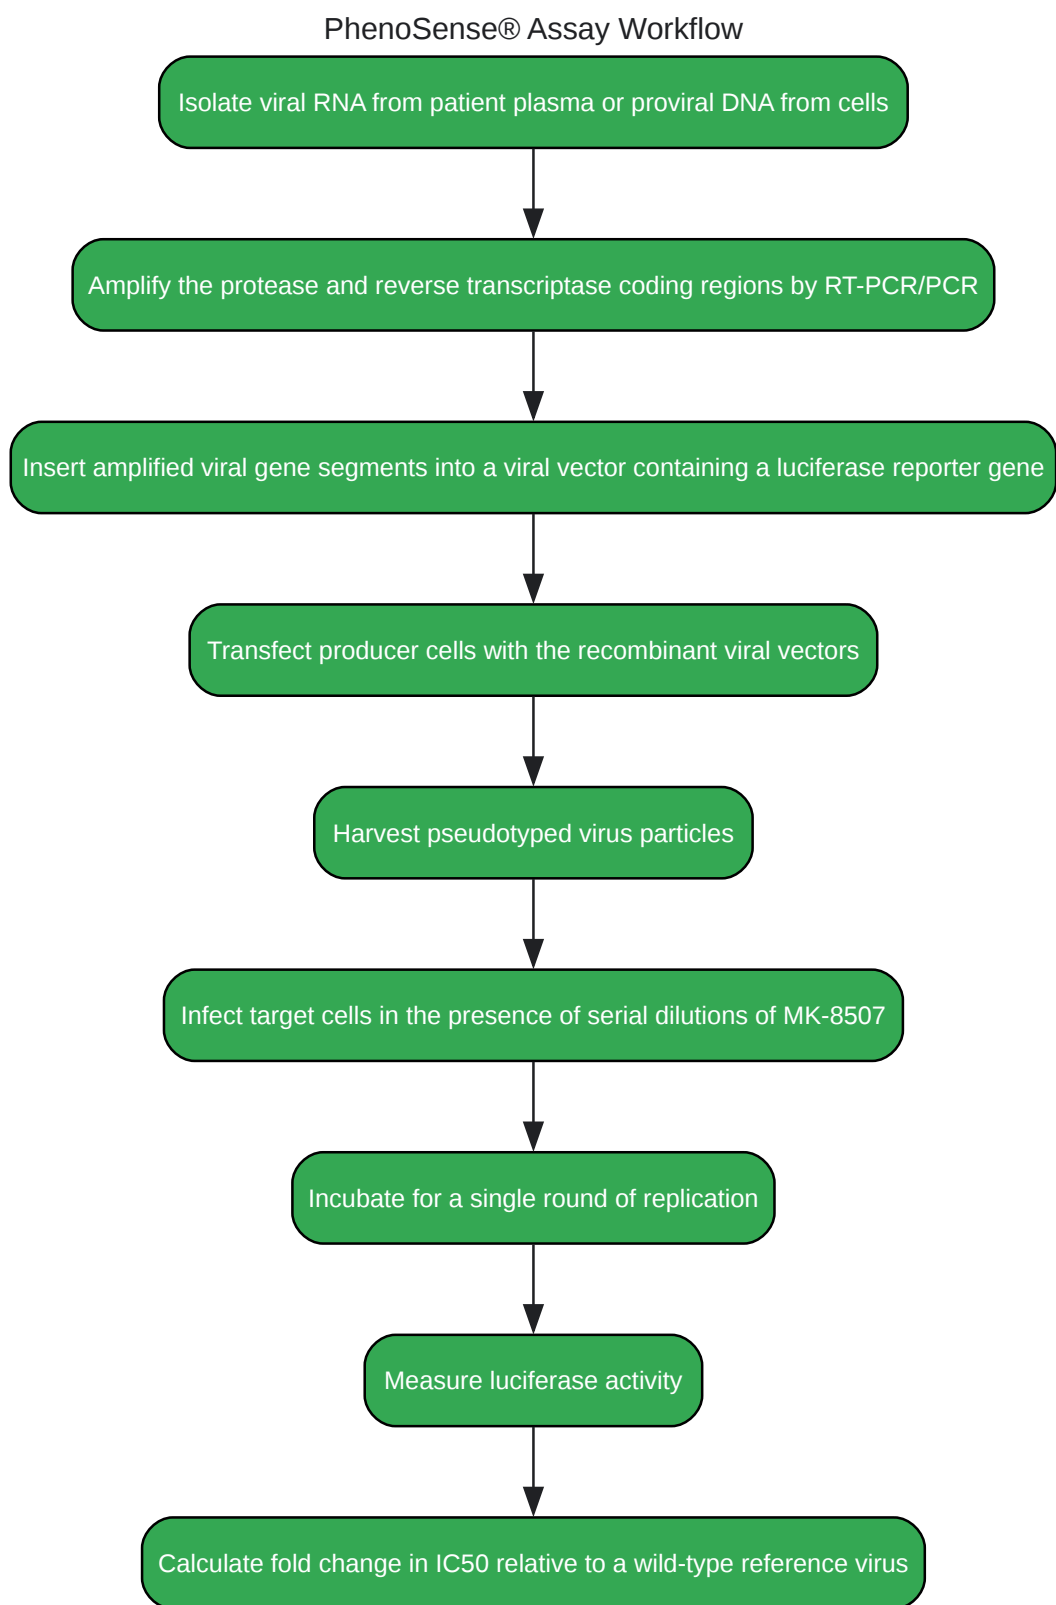 PhenoSense® Assay Workflow
Isolate viral RNA from patient plasma or proviral DNA from cells
Amplify the protease and reverse transcriptase coding regions by RT-PCR/PCR
Insert amplified viral gene segments into a viral vector containing a luciferase reporter gene
Transfect producer cells with the recombinant viral vectors
Harvest pseudotyped virus particles
Infect target cells in the presence of serial dilutions of MK-8507
Incubate for a single round of replication
Measure luciferase activity
Calculate fold change in IC50 relative to a wild-type reference virus